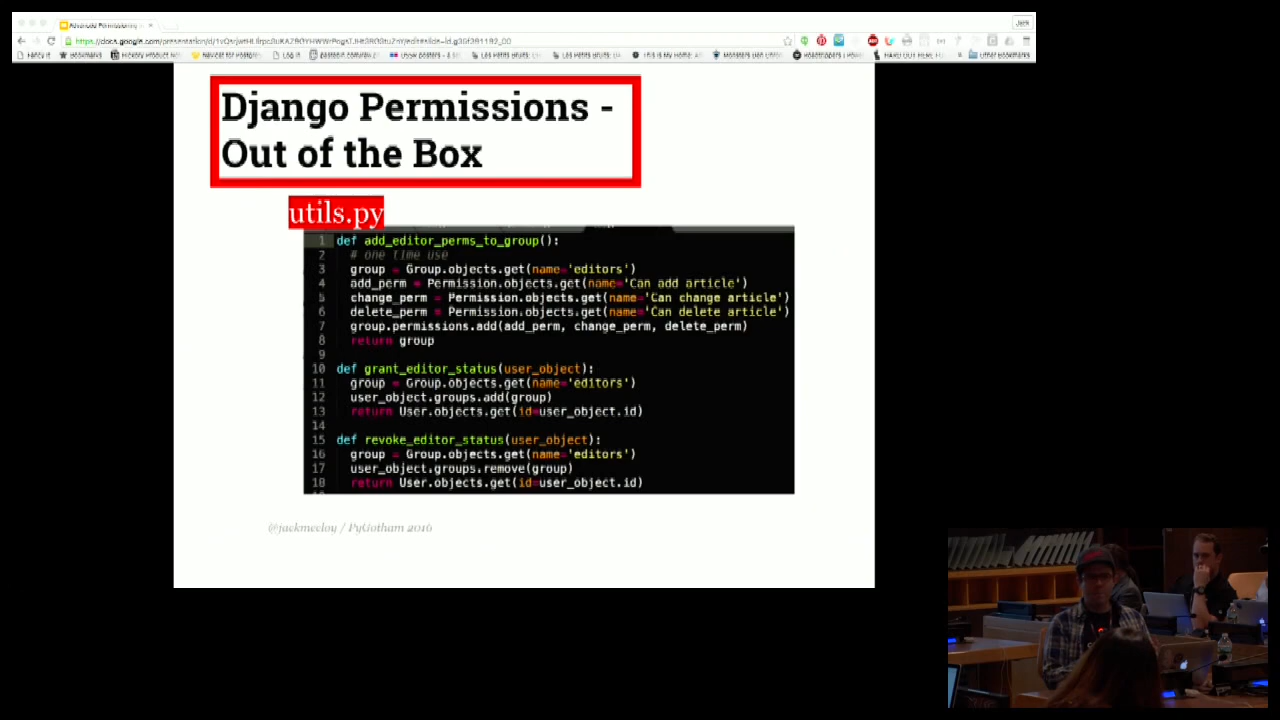 Django Permissions -
Out of the Box
utils.py
1 def add_editor_perms_to_group():
2 # one time use
3 group = Group.objects.get(name='editors')
4 add_perm = Permission.objects.get(name='Can add article')
5 change_perm = Permission.objects.get(name='Can change article')
6 delete_perm = Permission.objects.get(name='Can delete article')
7 group.permissions.add(add_perm, change_perm, delete_perm)
8 return group
9
10 def grant_editor_status(user_object):
11 group = Group.objects.get(name='editors')
12 user_object.groups.add(group)
13 return User.objects.get(id=user_object.id)
14
15 def revoke_editor_status(user_object):
16 group = Group.objects.get(name='editors')
17 user_object.groups.remove(group)
18 return User.objects.get(id=user_object.id)
/ PyGotham 2016